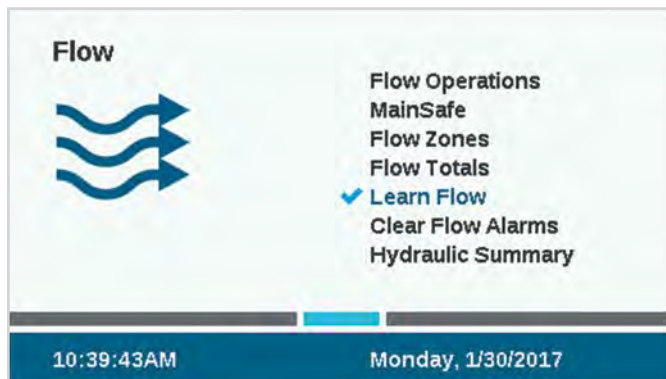 Flow
Flow Operations
MainSafe
Flow Zones
Flow Totals
Learn Flow
Clear Flow Alarms
Hydraulic Summary
10:39:43AM
Monday, 1/30/2017